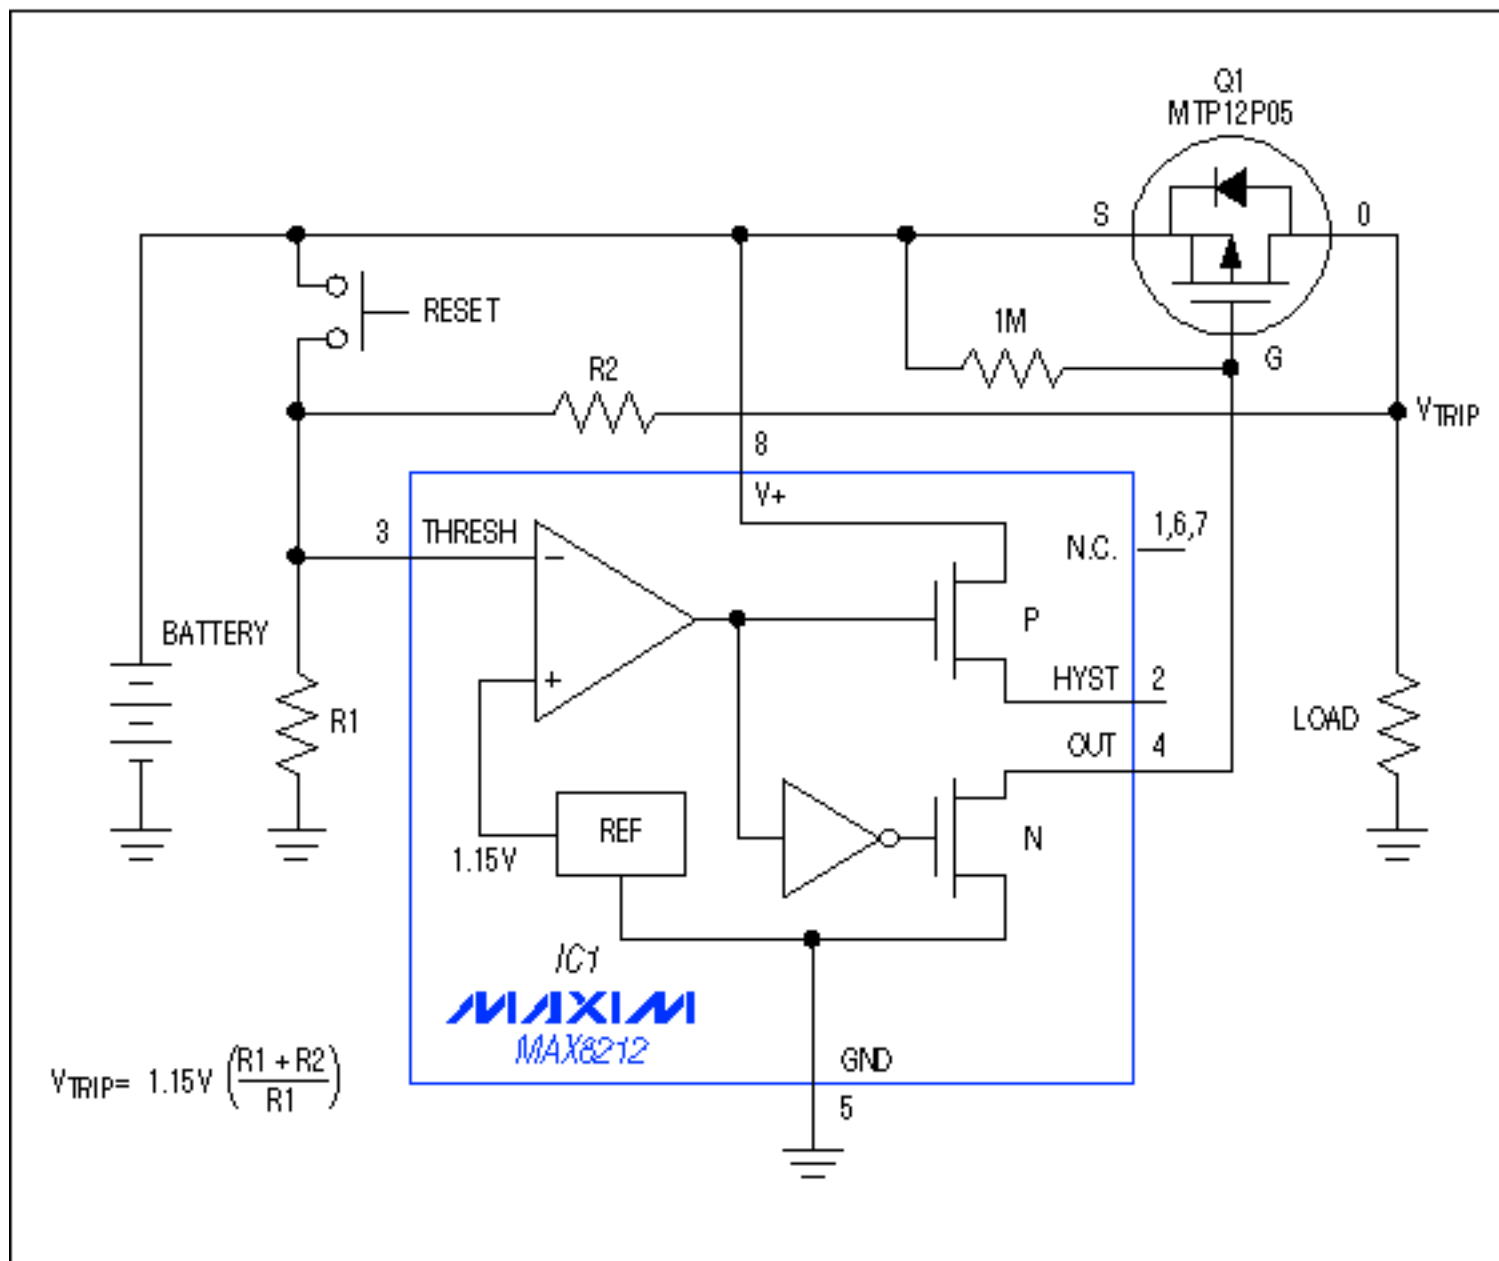 Q1
MTP12P05
S
0
RESET
1M
G
R2
VTRIP
8
V+
3
THRESH
−
N.C.
1,6,7
P
BATTERY
+
HYST
2
R1
OUT
4
LOAD
REF
N
1.15V
IC1
MAXIM
MAX8212
GND
VTRIP= 1.15V (R1 + R2 / R1)
5